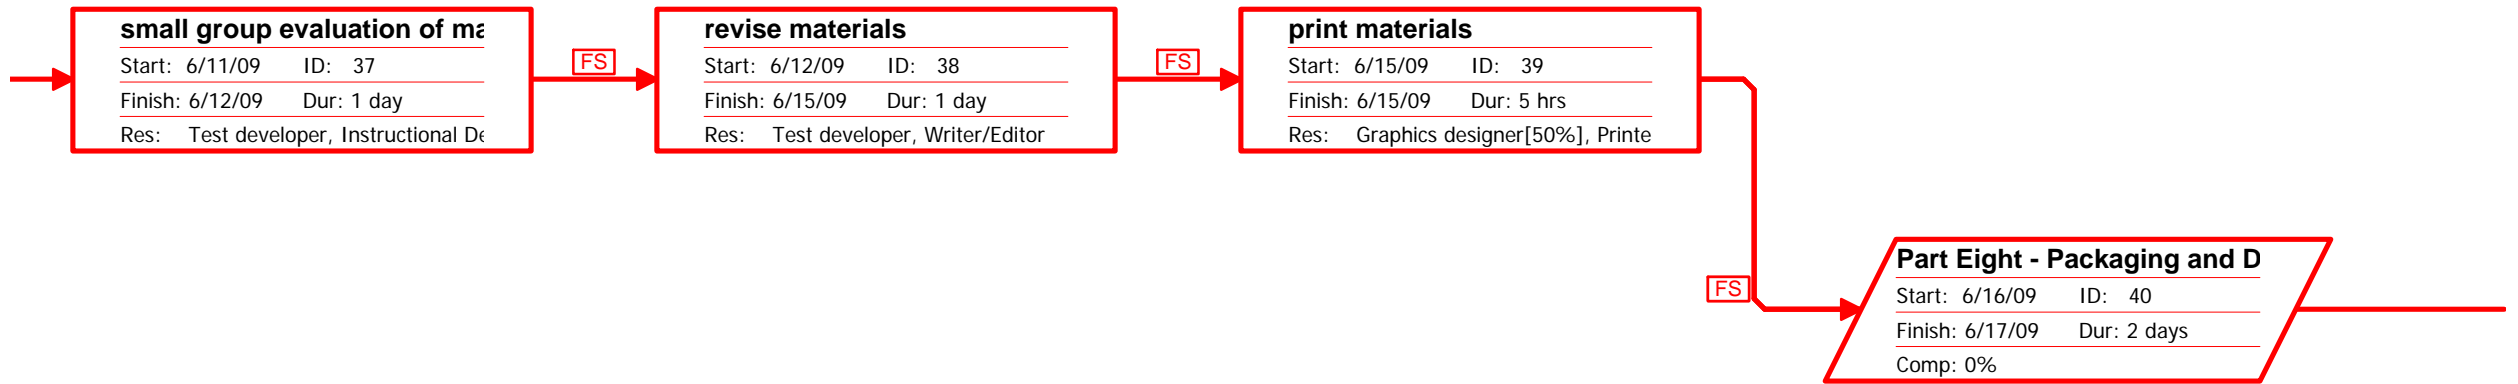 small group evaluation of ma
Start: 6/11/09 ID: 37
Finish: 6/12/09 Dur: 1 day
Res: Test developer, Instructional De
FS
revise materials
Start: 6/12/09 ID: 38
Finish: 6/15/09 Dur: 1 day
Res: Test developer, Writer/Editor
FS
print materials
Start: 6/15/09 ID: 39
Finish: 6/15/09 Dur: 5 hrs
Res: Graphics designer[50%], Printe
FS
Part Eight - Packaging and D
Start: 6/16/09 ID: 40
Finish: 6/17/09 Dur: 2 days
Comp: 0%